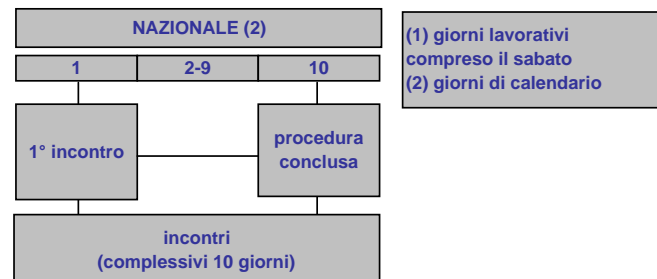 NAZIONALE (2)
1 2-9 10
1° incontro
procedura
conclusa
incontri
(complessivi 10 giorni)
(1) giorni lavorativi
compreso il sabato
(2) giorni di calendario